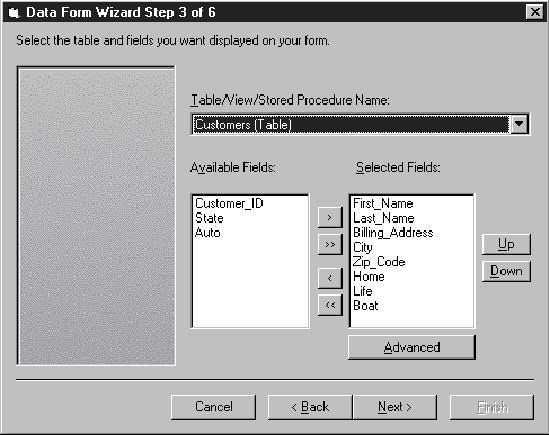 Data Form Wizard Step 3 of 6
Select the table and fields you want displayed on your form.
Table/View/Stored Procedure Name:
Customers (Table)
Available Fields:
Customer_ID
State
Auto
>
>>
<
<<
Selected Fields:
First_Name
Last_Name
Billing_Address
City
Zip_Code
Home
Life
Boat
Up
Down
Advanced
Cancel
< Back
Next >
Finish